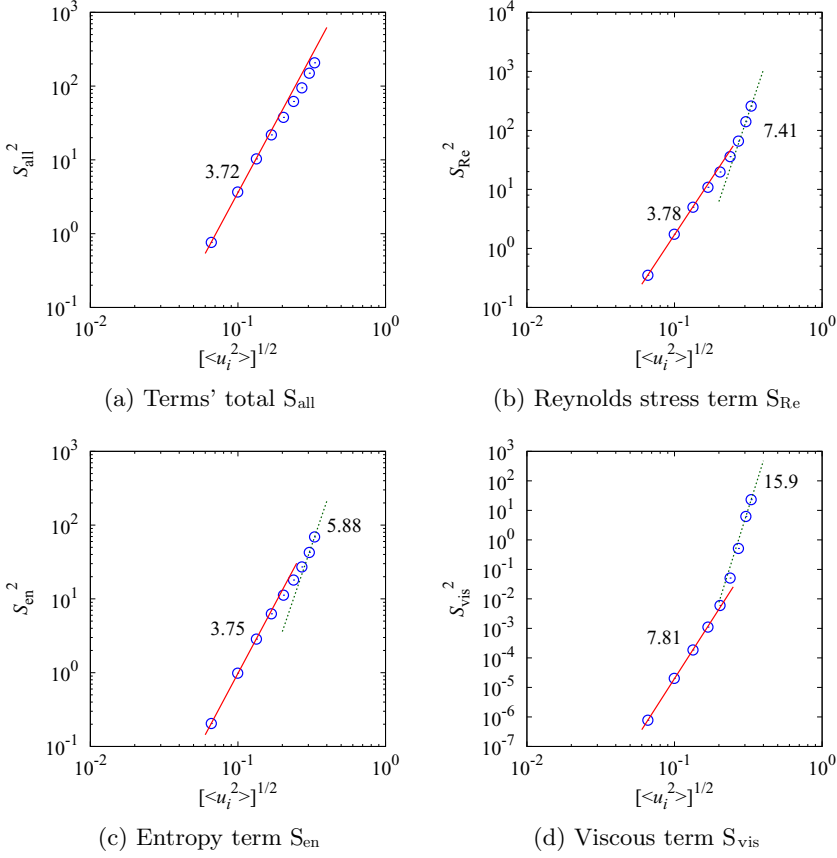 10^3
10^2
10^1
10^0
10^-1
S_all^2
3.72
10^-2 10^-1 10^0
[<u_i^2>]^1/2
(a) Terms' total S_all
10^4
10^3
10^2
10^1
10^0
10^-1
S_Re^2
7.41
3.78
10^-2 10^-1 10^0
[<u_i^2>]^1/2
(b) Reynolds stress term S_Re
10^3
10^2
10^1
10^0
10^-1
S_en^2
5.88
3.75
10^-2 10^-1 10^0
[<u_i^2>]^1/2
(c) Entropy term S_en
10^3
10^2
10^1
10^0
10^-1
10^-2
10^-3
10^-4
10^-5
10^-6
10^-7
S_vis^2
15.9
7.81
10^-2 10^-1 10^0
[<u_i^2>]^1/2
(d) Viscous term S_vis